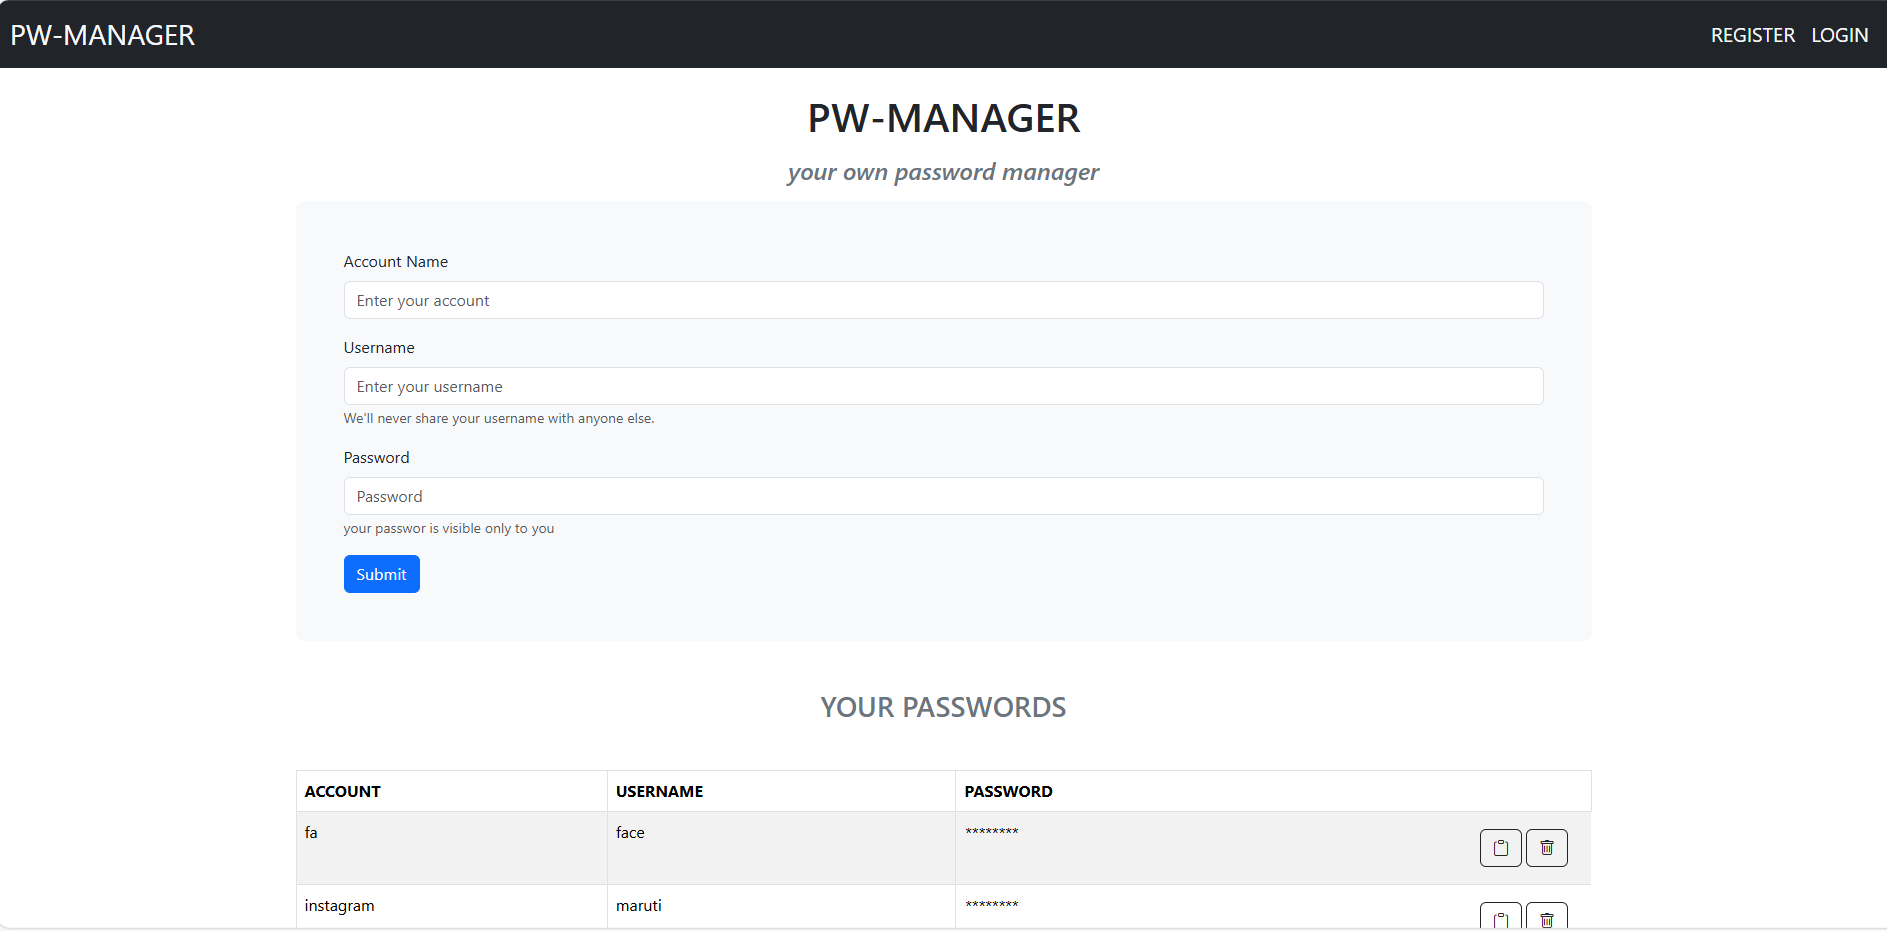 PW-MANAGER REGISTER LOGIN
PW-MANAGER
your own password manager
Account Name
Enter your account
Username
Enter your username
We'll never share your username with anyone else.
Password
Password
your passwor is visible only to you
Submit
YOUR PASSWORDS
ACCOUNT USERNAME PASSWORD
fa face ********
instagram maruti ********